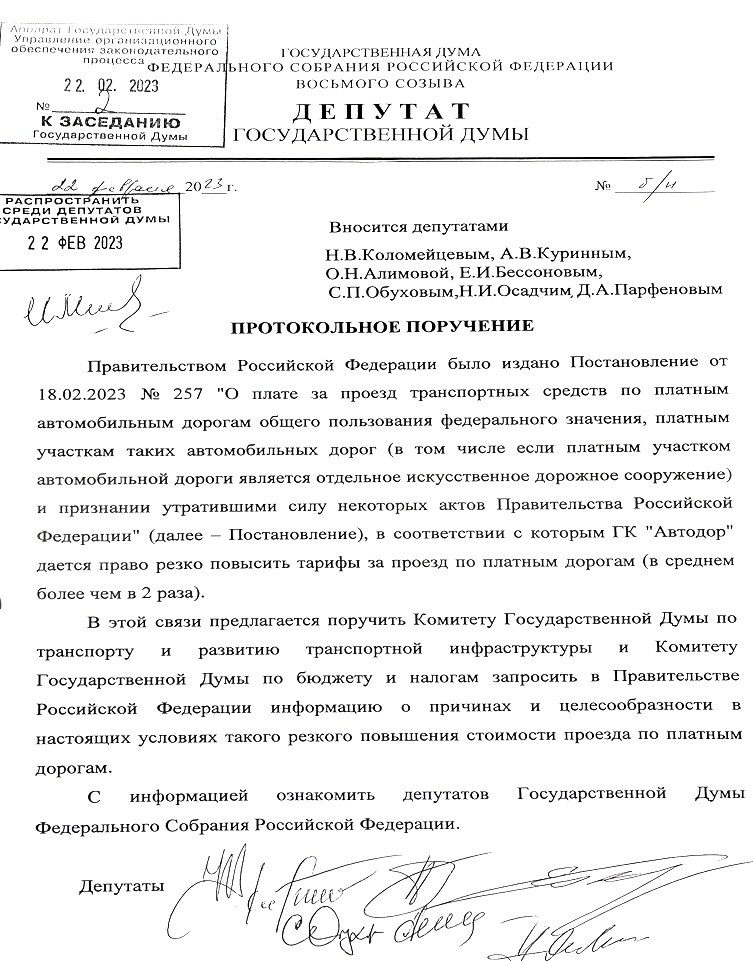 Аппарат Государственной Думы
Управление организационного
обеспечения законодательного
процесса
22. 02. 2023
№ 2
К ЗАСЕДАНИЮ
Государственной Думы
ГОСУДАРСТВЕННАЯ ДУМА
ФЕДЕРАЛЬНОГО СОБРАНИЯ РОССИЙСКОЙ ФЕДЕРАЦИИ
ВОСЬМОГО СОЗЫВА
ДЕПУТАТ
ГОСУДАРСТВЕННОЙ ДУМЫ
22 февраля 2023 г.
№ б/н
РАСПРОСТРАНИТЬ
СРЕДИ ДЕПУТАТОВ
СУДАРСТВЕННОЙ ДУМЫ
22 ФЕВ 2023
Вносится депутатами
Н.В.Коломейцевым, А.В.Куринным,
О.Н.Алимовой, Е.И.Бессоновым,
С.П.Обуховым,Н.И.Осадчим, Д.А.Парфеновым
ПРОТОКОЛЬНОЕ ПОРУЧЕНИЕ
Правительством Российской Федерации было издано Постановление от
18.02.2023 № 257 "О плате за проезд транспортных средств по платным
автомобильным дорогам общего пользования федерального значения, платным
участкам таких автомобильных дорог (в том числе если платным участком
автомобильной дороги является отдельное искусственное дорожное сооружение)
и признании утратившими силу некоторых актов Правительства Российской
Федерации" (далее – Постановление), в соответствии с которым ГК "Автодор"
дается право резко повысить тарифы за проезд по платным дорогам (в среднем
более чем в 2 раза).
В этой связи предлагается поручить Комитету Государственной Думы по
транспорту и развитию транспортной инфраструктуры и Комитету
Государственной Думы по бюджету и налогам запросить в Правительстве
Российской Федерации информацию о причинах и целесообразности в
настоящих условиях такого резкого повышения стоимости проезда по платным
дорогам.
С информацией ознакомить депутатов Государственной Думы
Федерального Собрания Российской Федерации.
Депутаты